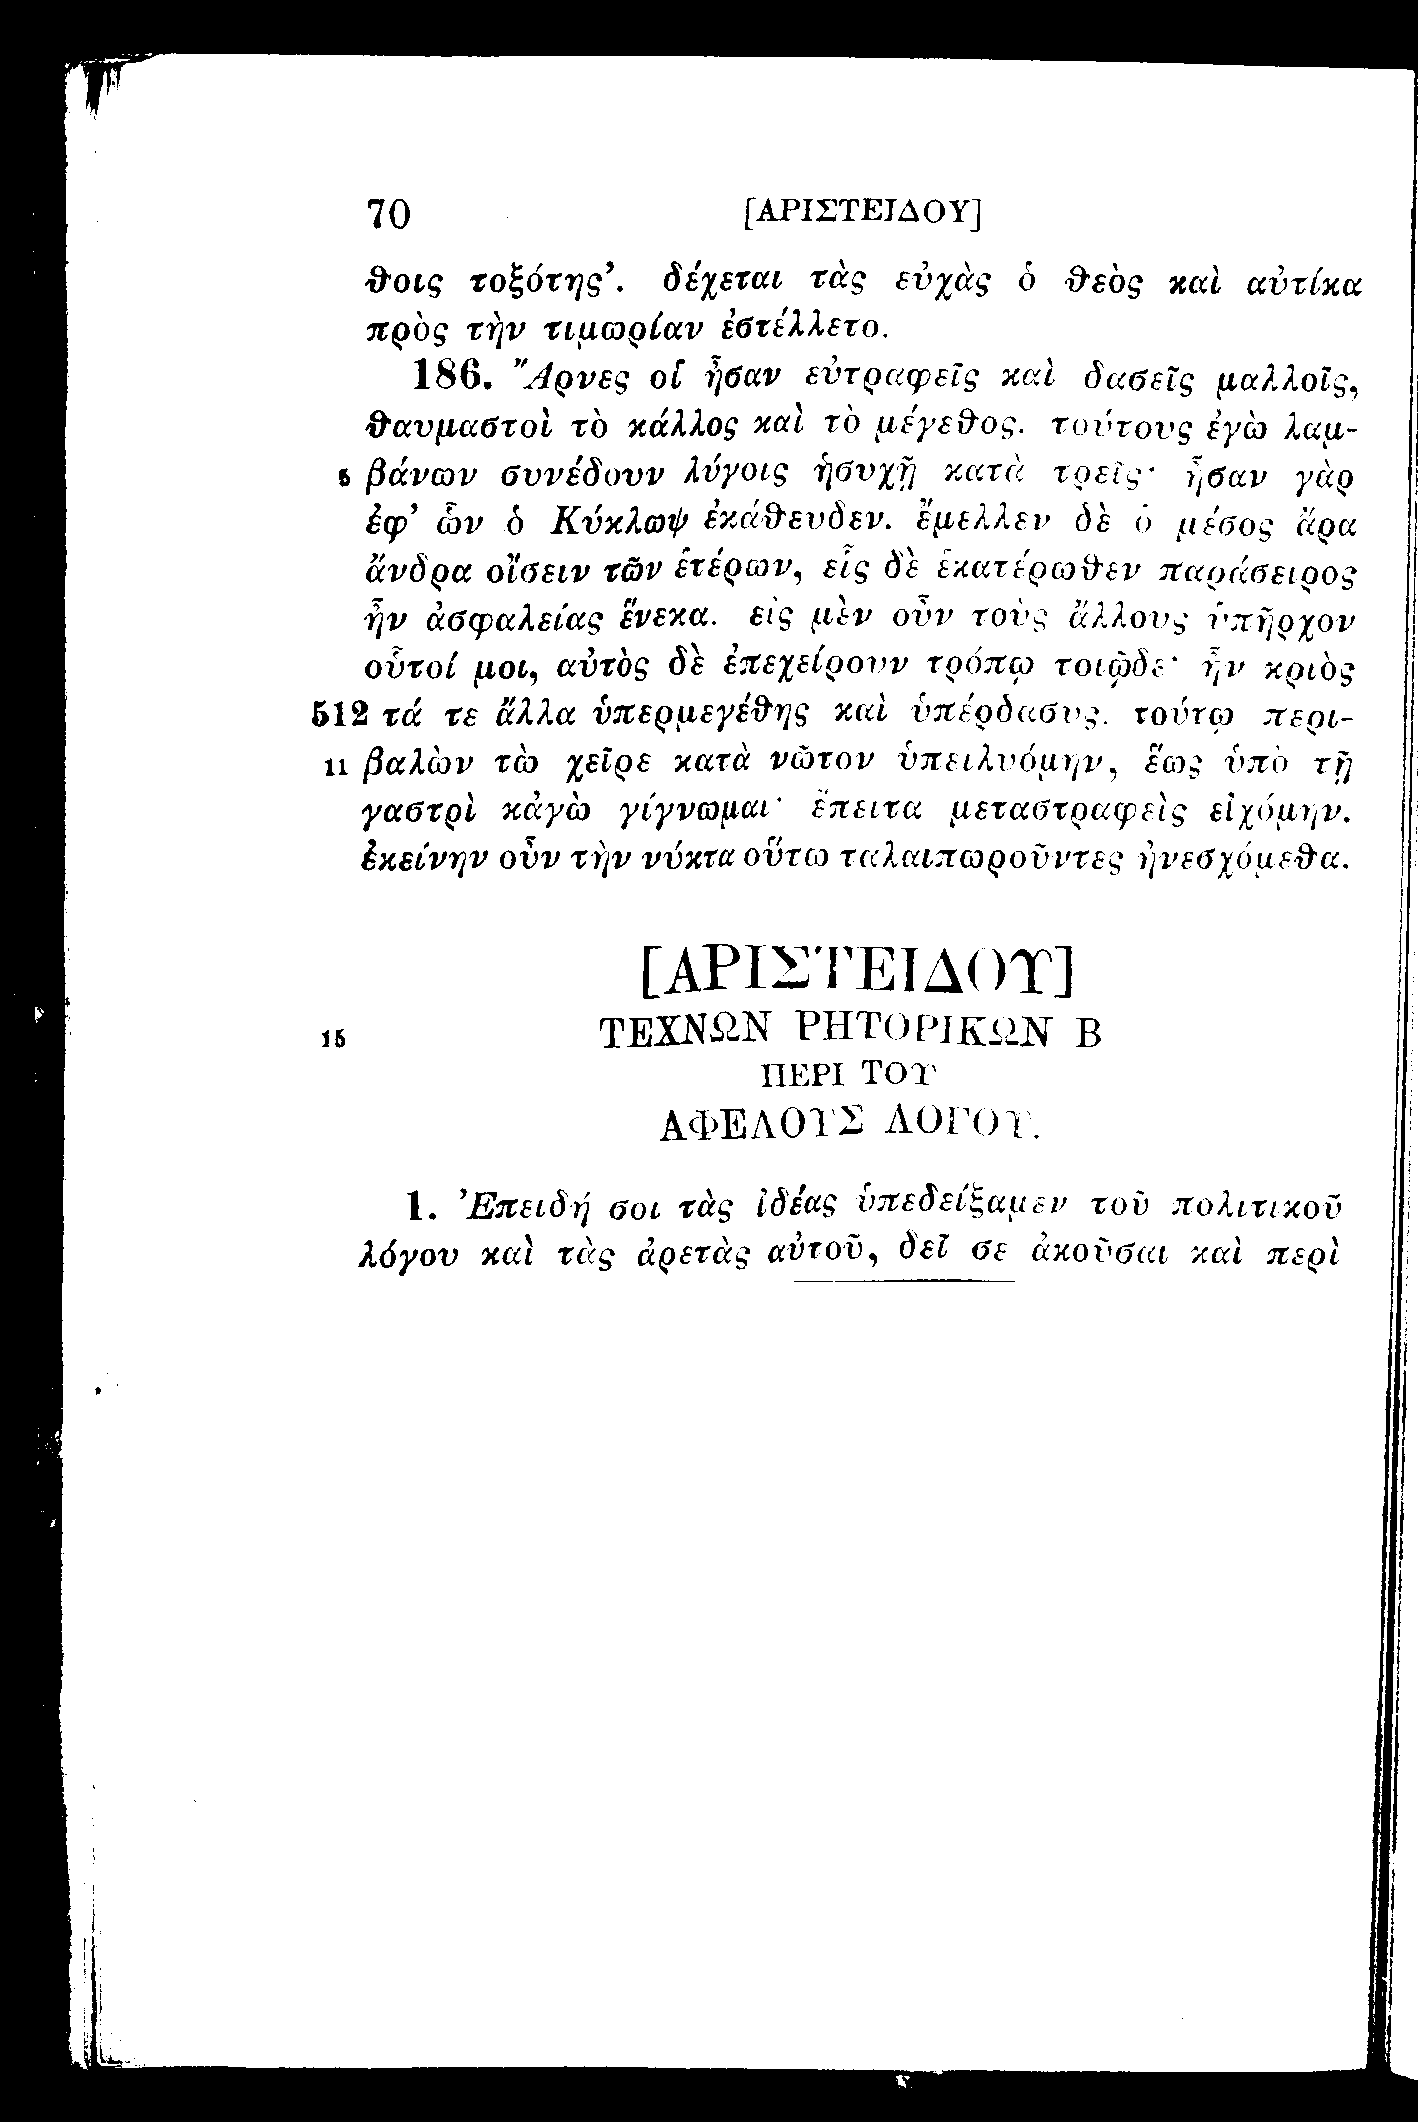 70 [ΑΡΙΣΤΕΙΔΟΥ]
θοις τοξότης’. δέχεται τὰς εὐχὰς ὁ θεὸς καὶ αὐτίκα
πρὸς τὴν τιμωρίαν ἐστέλλετο.
186. Ἄρνες οἳ ἦσαν εὐτραφεῖς καὶ δασεῖς μαλλοῖς,
θαυμαστοὶ τὸ κάλλος καὶ τὸ μέγεθος. τούτους ἐγὼ λαμ-
5 βάνων συνέδουν λύγοις ἡσυχῇ κατὰ τρεῖς· ἦσαν γὰρ
ἐφ’ ὧν ὁ Κύκλωψ ἐκάθευδεν. ἔμελλεν δὲ ὁ μέσος ἄρα
ἄνδρα οἴσειν τῶν ἑτέρων, εἷς δὲ ἑκατέρωθεν παράσειρος
ἦν ἀσφαλείας ἕνεκα. εἰς μὲν οὖν τοὺς ἄλλους ὑπῆρχον
οὗτοί μοι, αὐτὸς δὲ ἐπεχείρουν τρόπῳ τοιῷδε· ἦν κριὸς
512 τά τε ἄλλα ὑπερμεγέθης καὶ ὑπέρδασυς. τούτῳ περι-
11 βαλὼν τὼ χεῖρε κατὰ νῶτον ὑπειλυόμην, ἕως ὑπὸ τῇ
γαστρὶ κἀγὼ γίγνωμαι· ἔπειτα μεταστραφεὶς εἰχόμην.
ἐκείνην οὖν τὴν νύκτα οὕτω ταλαιπωροῦντες ἠνεσχόμεθα.
[ΑΡΙΣΤΕΙΔΟΥ]
15 ΤΕΧΝΩΝ ΡΗΤΟΡΙΚΩΝ Β
ΠΕΡΙ ΤΟΥ
ΑΦΕΛΟΥΣ ΛΟΓΟΥ.
1. Ἐπειδή σοι τὰς ἰδέας ὑπεδείξαμεν τοῦ πολιτικοῦ
λόγου καὶ τὰς ἀρετὰς αὐτοῦ, δεῖ σε ἀκοῦσαι καὶ περὶ